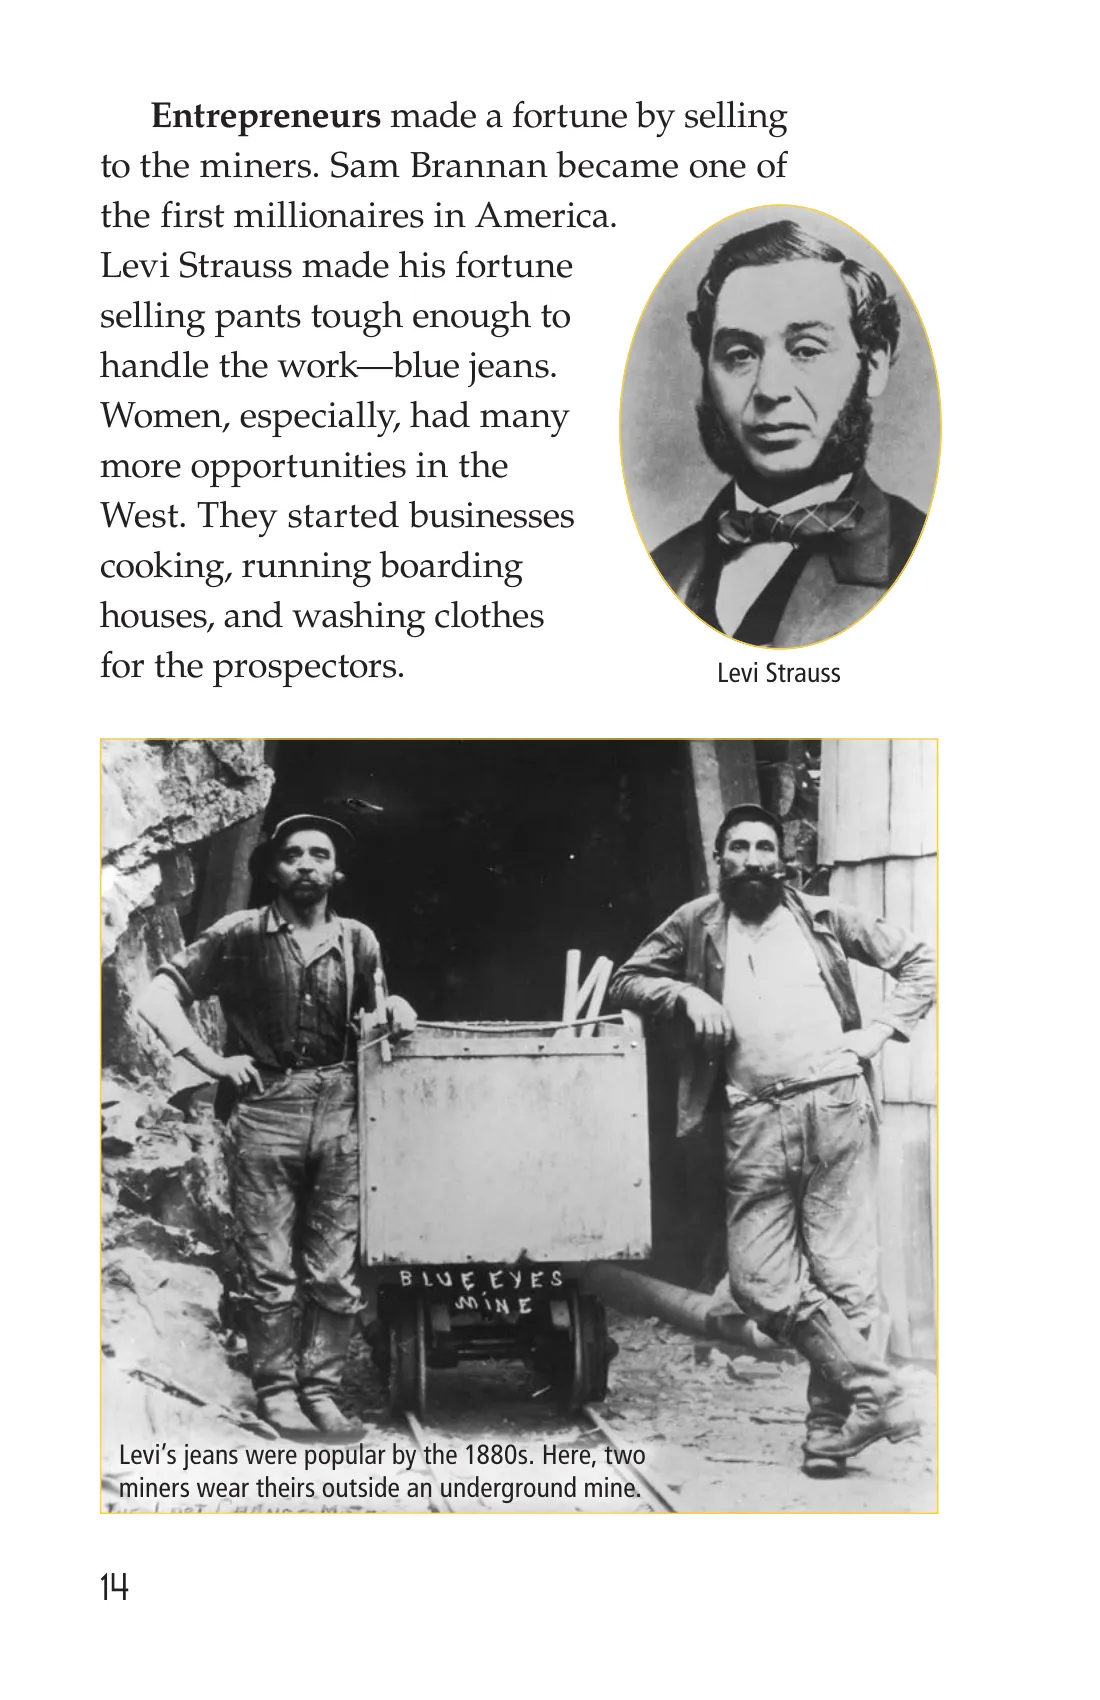 Entrepreneurs made a fortune by selling
to the miners. Sam Brannan became one of
the first millionaires in America.
Levi Strauss made his fortune
selling pants tough enough to
handle the work—blue jeans.
Women, especially, had many
more opportunities in the
West. They started businesses
cooking, running boarding
houses, and washing clothes
for the prospectors.
Levi Strauss
BLUE EYES
MiNE
Levi’s jeans were popular by the 1880s. Here, two
miners wear theirs outside an underground mine.
14